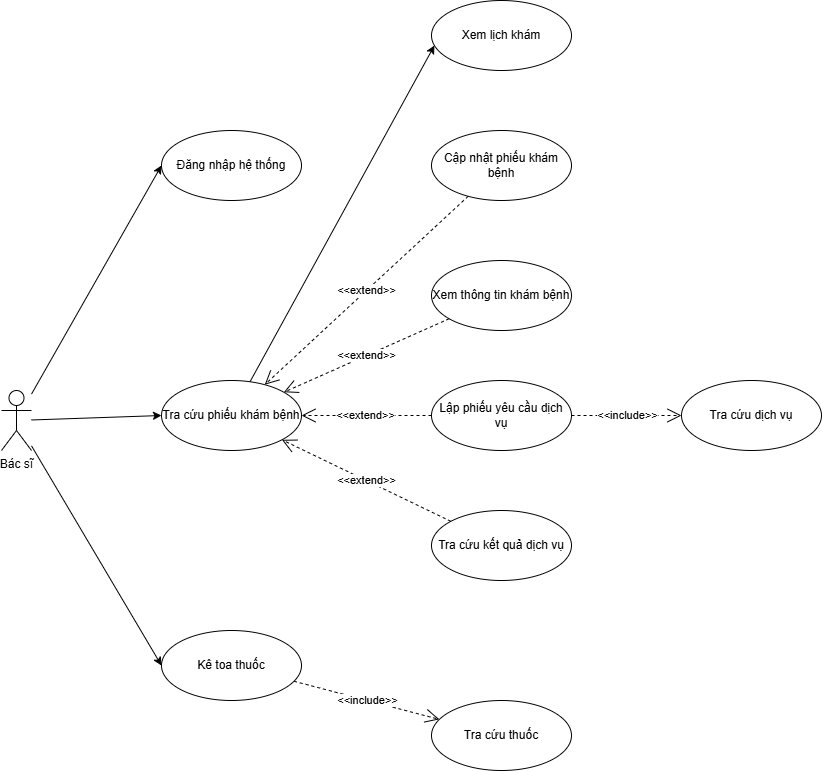 Xem lịch khám
Đăng nhập hệ thống
Cập nhật phiếu khám
bệnh
<<extend>>
Xem thông tin khám bệnh
<<extend>>
Bác sĩ
Tra cứu phiếu khám bệnh
<<extend>>
Lập phiếu yêu cầu dịch
vụ
<<include>>
Tra cứu dịch vụ
<<extend>>
Tra cứu kết quả dịch vụ
Kê toa thuốc
<<include>>
Tra cứu thuốc